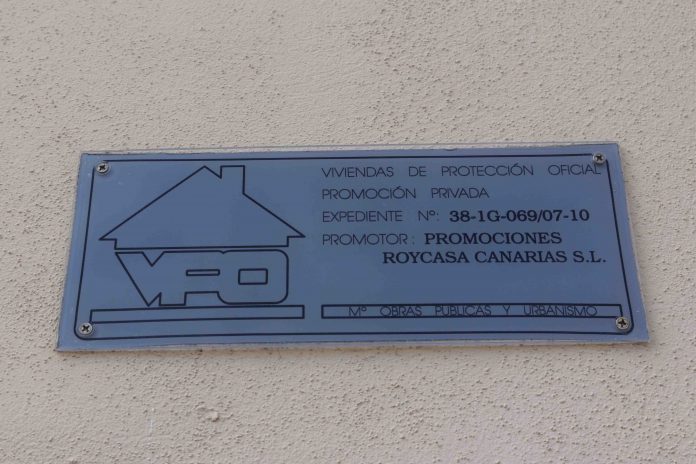 VIVIENDAS DE PROTECCIÓN OFICIAL
PROMOCIÓN PRIVADA
EXPEDIENTE Nº: 38-1G-069/07-10
PROMOTOR: PROMOCIONES
ROYCASA CANARIAS S.L.
VPO
Mº OBRAS PÚBLICAS Y URBANISMO